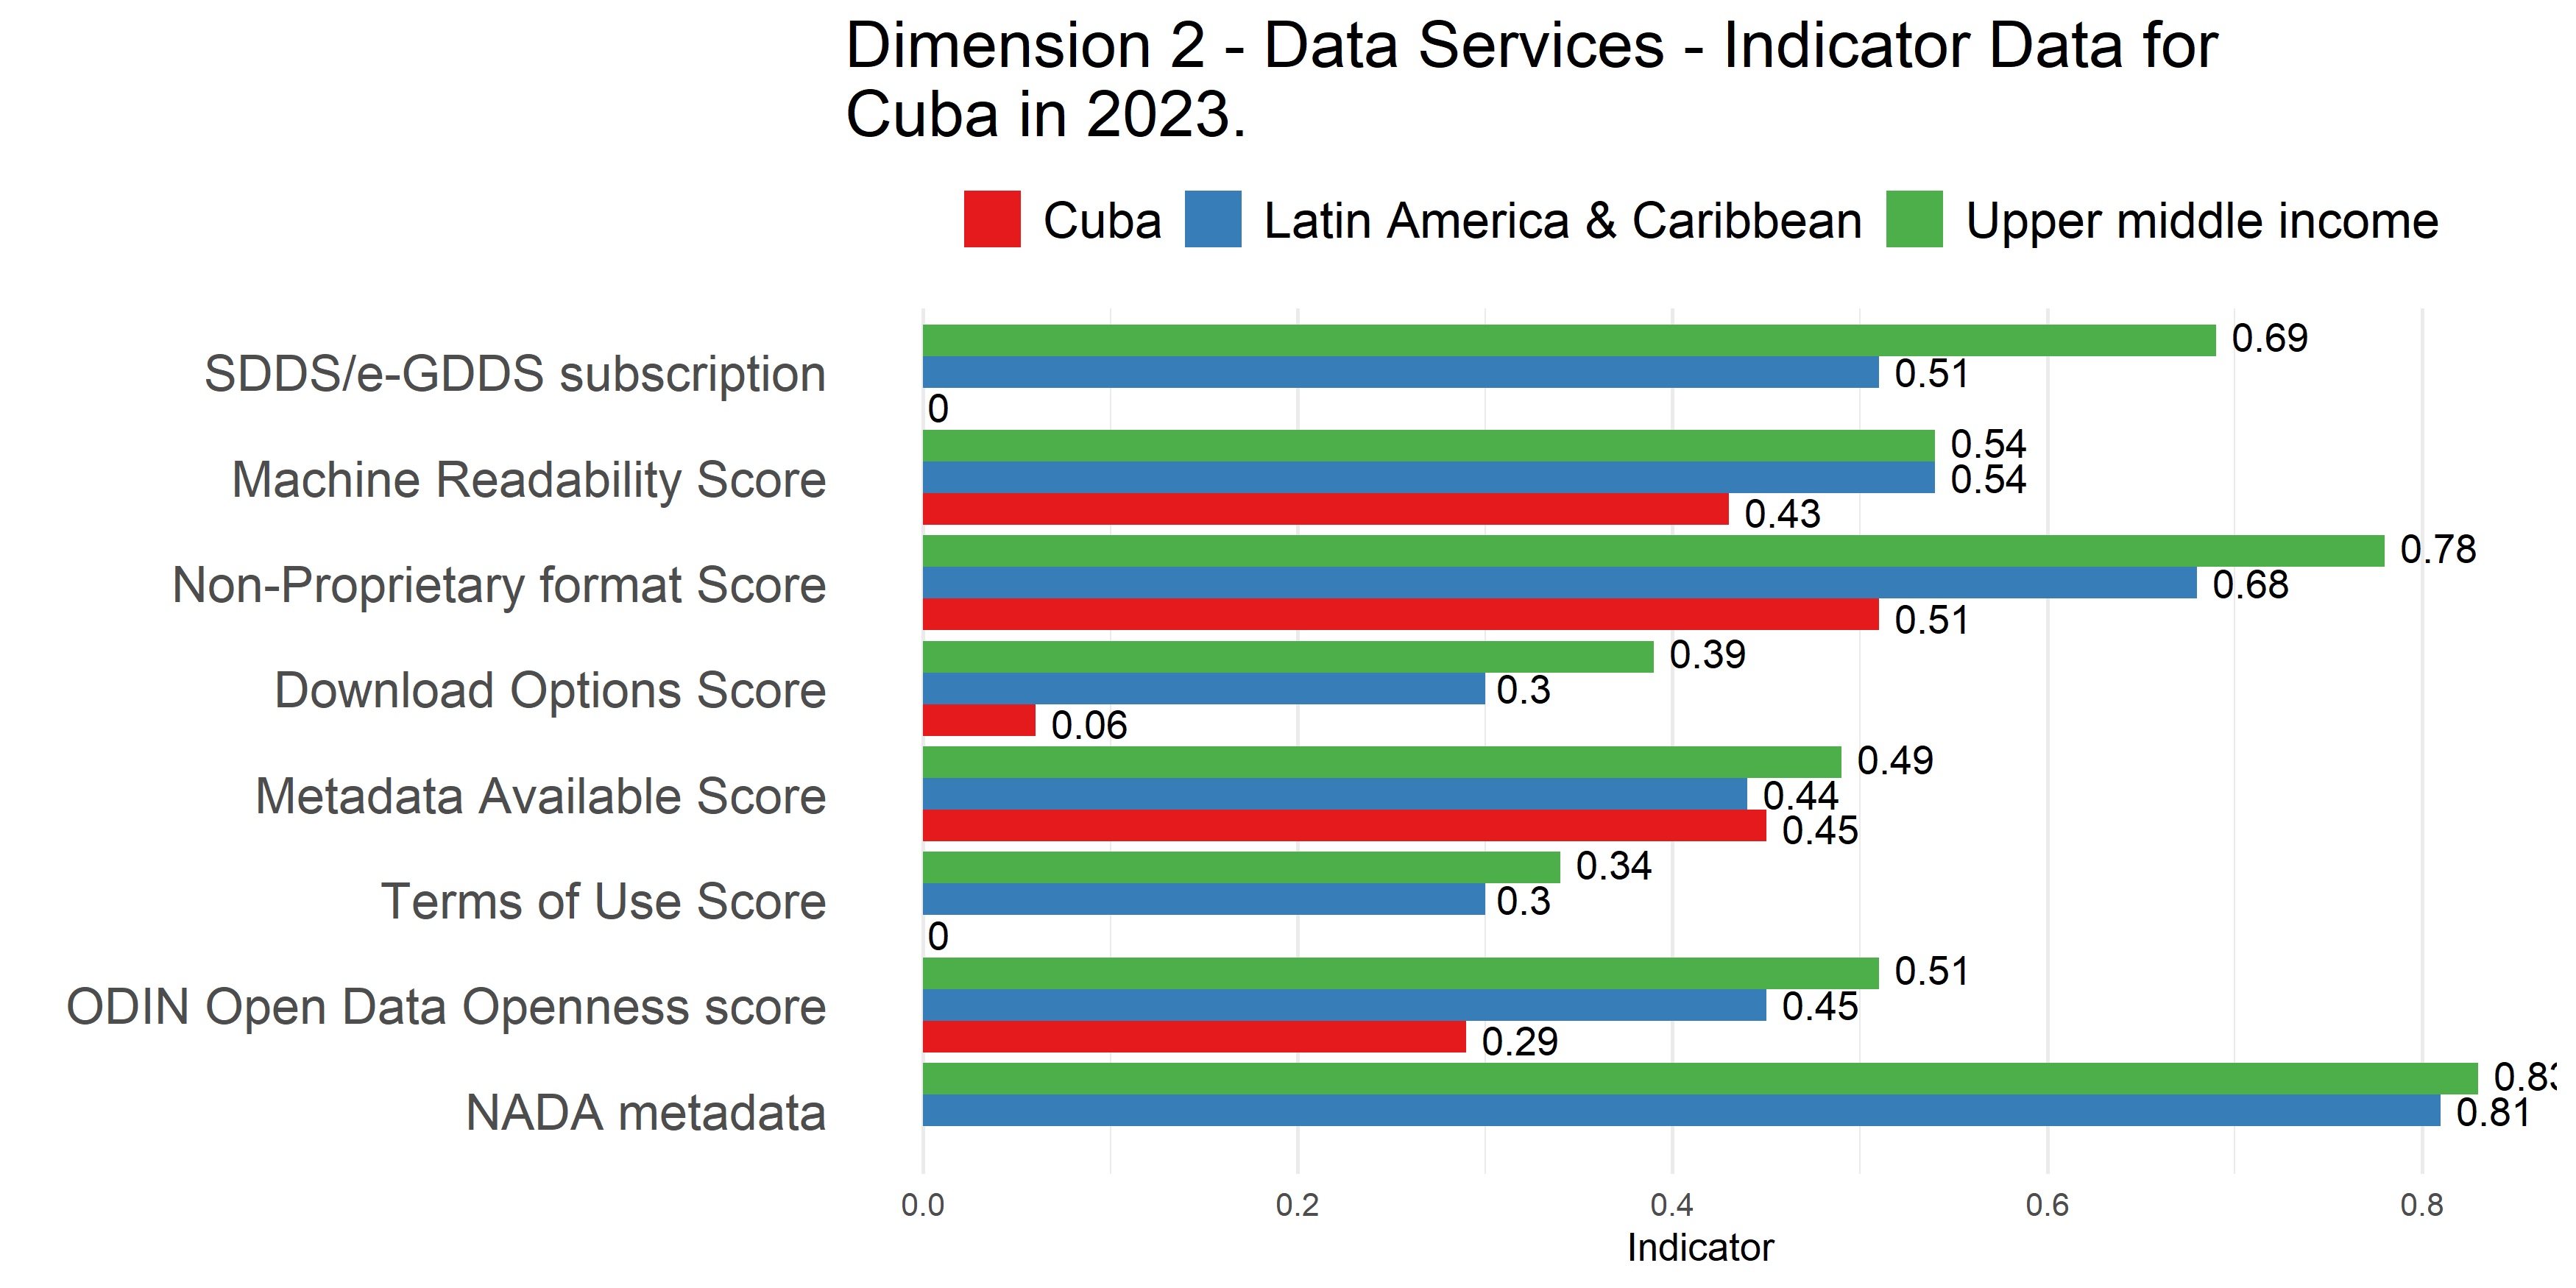 Dimension 2 - Data Services - Indicator Data for
Cuba in 2023.
Cuba Latin America & Caribbean Upper middle income
SDDS/e-GDDS subscription
0.69
0.51
0
Machine Readability Score
0.54
0.54
0.43
Non-Proprietary format Score
0.78
0.68
0.51
Download Options Score
0.39
0.3
0.06
Metadata Available Score
0.49
0.44
0.45
Terms of Use Score
0.34
0.3
0
ODIN Open Data Openness score
0.51
0.45
0.29
NADA metadata
0.83
0.81
0.0 0.2 0.4 0.6 0.8
Indicator